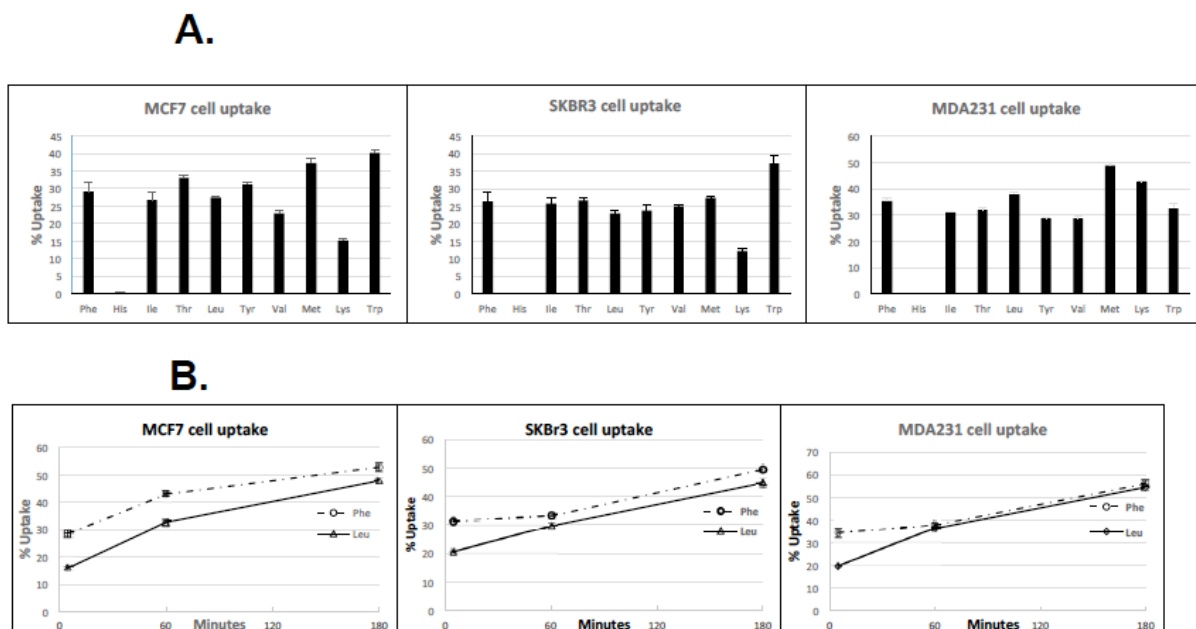 A.
MCF7 cell uptake
% Uptake
45
40
35
30
25
20
15
10
5
0
Phe His Ile Thr Leu Tyr Val Met Lys Trp
SKBR3 cell uptake
% Uptake
45
40
35
30
25
20
15
10
5
0
Phe His Ile Thr Leu Tyr Val Met Lys Trp
MDA231 cell uptake
% Uptake
60
50
40
30
20
10
0
Phe His Ile Thr Leu Tyr Val Met Lys Trp
B.
MCF7 cell uptake
% Uptake
60
50
40
30
20
10
0
Phe
Leu
0 60 Minutes 120 180
SKBr3 cell uptake
% Uptake
60
50
40
30
20
10
0
Phe
Leu
0 60 Minutes 120 180
MDA231 cell uptake
% Uptake
70
60
50
40
30
20
10
0
Phe
Leu
0 60 Minutes 120 180